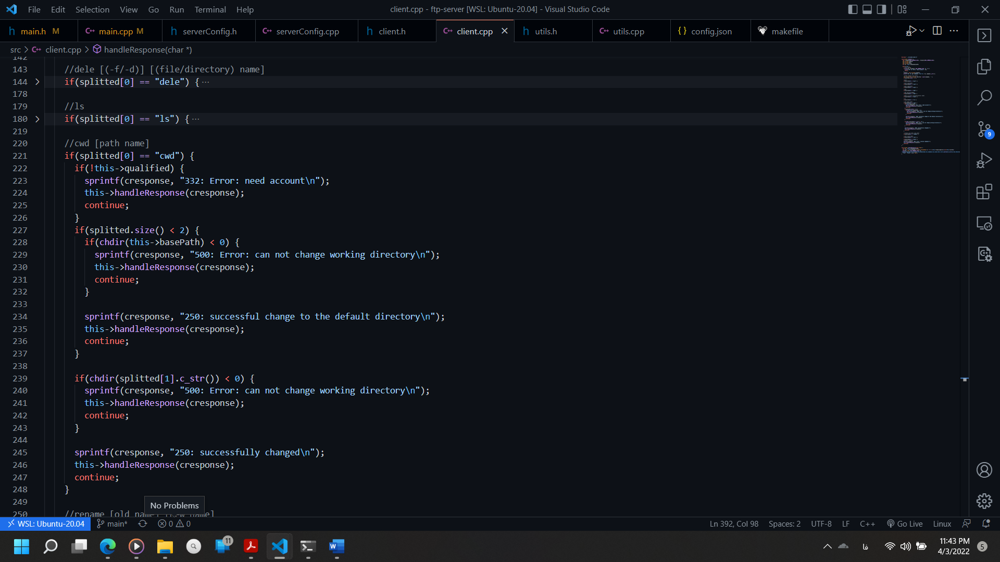 File Edit Selection View Go Run Terminal Help
client.cpp - ftp-server [WSL: Ubuntu-20.04] - Visual Studio Code
main.h M main.cpp M serverConfig.h serverConfig.cpp client.h client.cpp utils.h utils.cpp config.json makefile
src > client.cpp > handleResponse(char *)
142
143 //dele [(-f/-d)] [(file/directory) name]
144 if(splitted[0] == "dele") {···
178
179 //ls
180 if(splitted[0] == "ls") {···
219
220 //cwd [path name]
221 if(splitted[0] == "cwd") {
222 if(!this->qualified) {
223 sprintf(cresponse, "332: Error: need account\n");
224 this->handleResponse(cresponse);
225 continue;
226 }
227 if(splitted.size() < 2) {
228 if(chdir(this->basePath) < 0) {
229 sprintf(cresponse, "500: Error: can not change working directory\n");
230 this->handleResponse(cresponse);
231 continue;
232 }
233
234 sprintf(cresponse, "250: successful change to the default directory\n");
235 this->handleResponse(cresponse);
236 continue;
237 }
238
239 if(chdir(splitted[1].c_str()) < 0) {
240 sprintf(cresponse, "500: Error: can not change working directory\n");
241 this->handleResponse(cresponse);
242 continue;
243 }
244
245 sprintf(cresponse, "250: successfully changed\n");
246 this->handleResponse(cresponse);
247 continue;
248 }
249
No Problems
250 //rename [old name] [new name]
9
WSL: Ubuntu-20.04 main* 0 0 Ln 392, Col 98 Spaces: 2 UTF-8 LF C++ Go Live Linux
11
فا
11:43 PM
4/3/2022
5